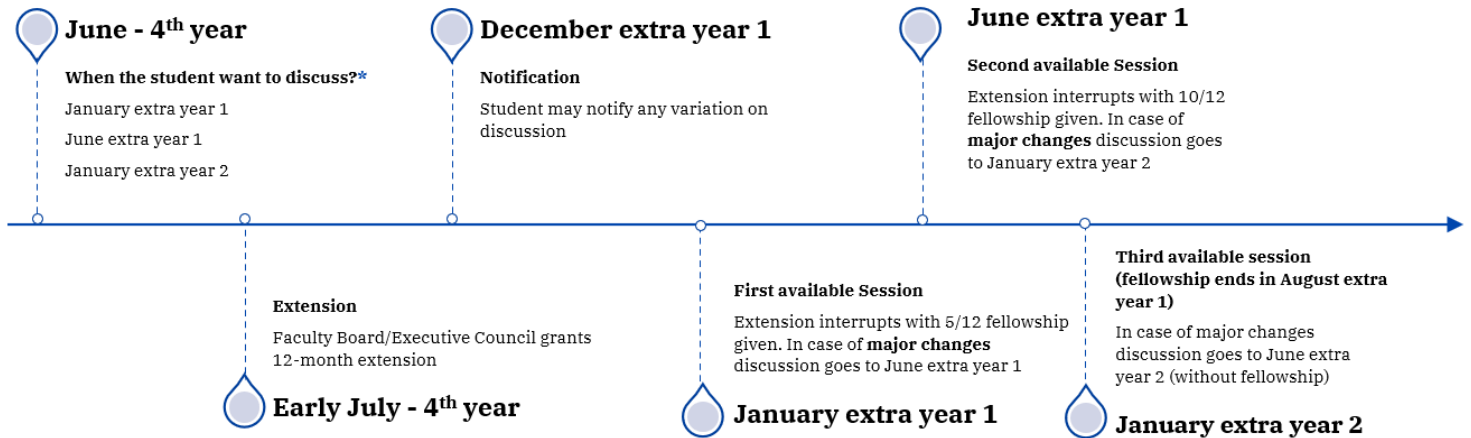 June - 4th year
When the student want to discuss?*
January extra year 1
June extra year 1
January extra year 2
Extension
Faculty Board/Executive Council grants
12-month extension
Early July - 4th year
December extra year 1
Notification
Student may notify any variation on
discussion
First available Session
Extension interrupts with 5/12 fellowship
given. In case of major changes
discussion goes to June extra year 1
January extra year 1
June extra year 1
Second available Session
Extension interrupts with 10/12
fellowship given. In case of
major changes discussion goes
to January extra year 2
Third available session
(fellowship ends in August extra
year 1)
In case of major changes
discussion goes to June extra
year 2 (without fellowship)
January extra year 2